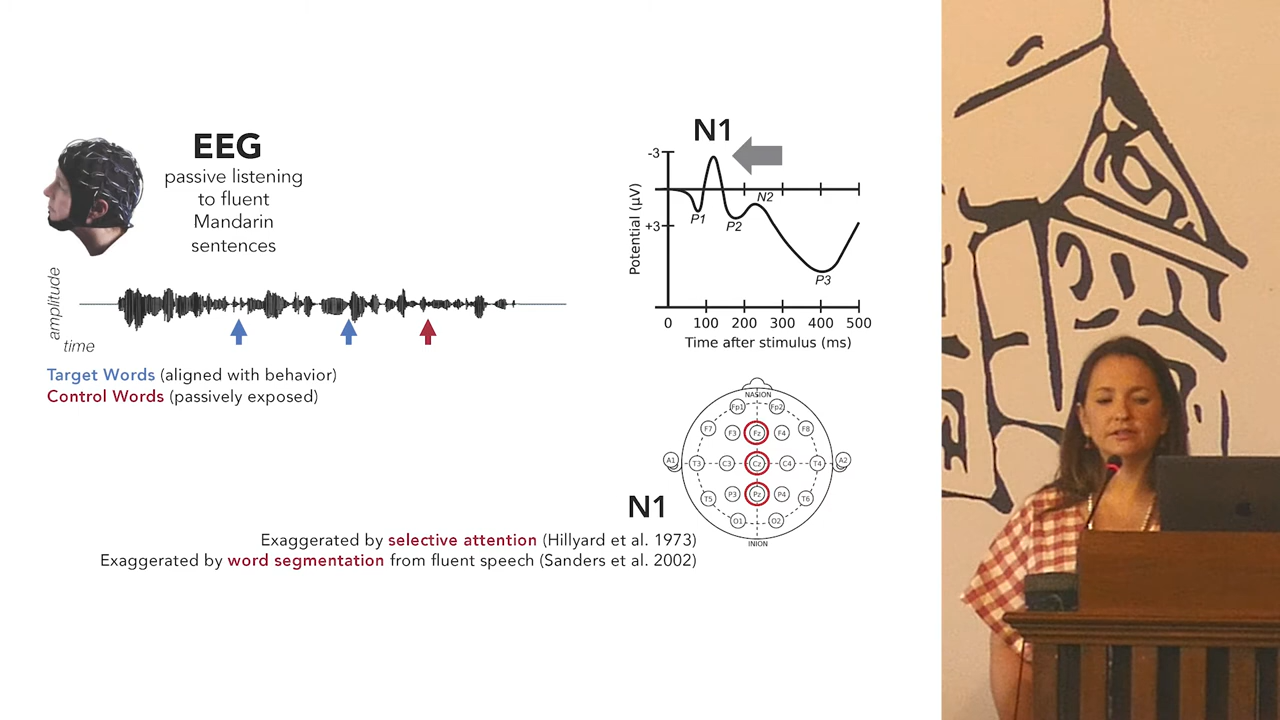 EEG
passive listening
to fluent
Mandarin
sentences
amplitude
time
Target Words (aligned with behavior)
Control Words (passively exposed)
N1
-3
+3
Potential (μV)
P1
P2
N2
P3
0 100 200 300 400 500
Time after stimulus (ms)
NASION
Fp1 Fp2
F7 F3 Fz F4 F8
A1 T3 C3 Cz C4 T4 A2
T5 P3 Pz P4 T6
O1 O2
INION
N1
Exaggerated by selective attention (Hillyard et al. 1973)
Exaggerated by word segmentation from fluent speech (Sanders et al. 2002)